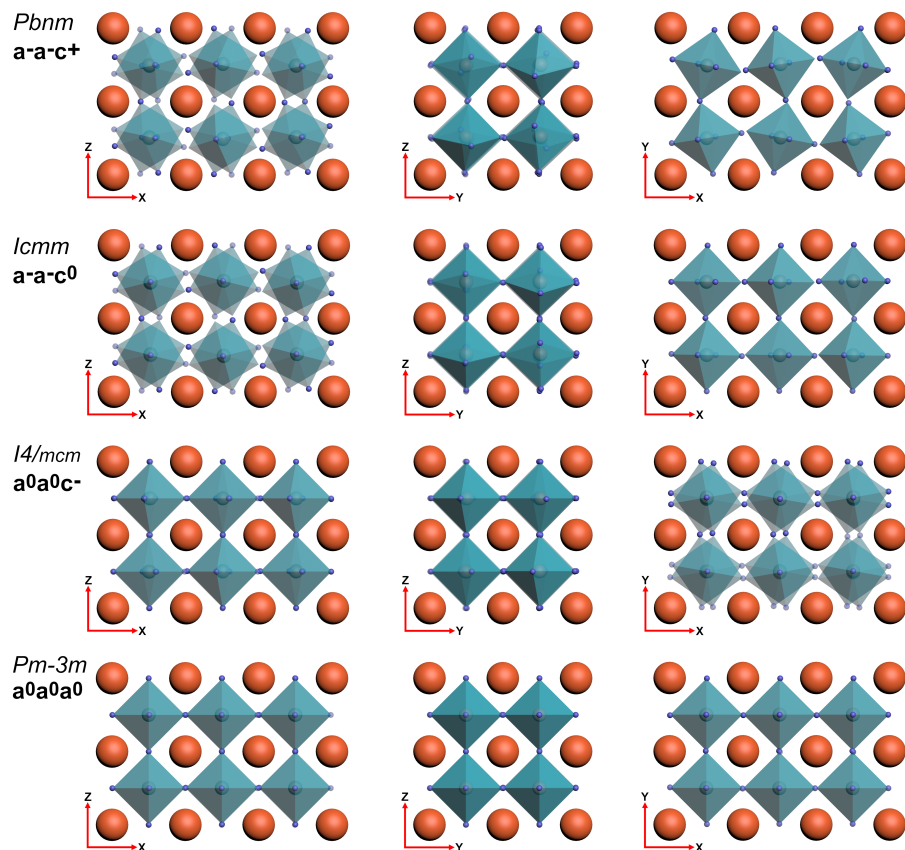 Pbnm
a-a-c+
Z
X
Z
Y
Y
X
Icmm
a-a-c0
Z
X
Z
Y
Y
X
I4/mcm
a0a0c-
Z
X
Z
Y
Y
X
Pm-3m
a0a0a0
Z
X
Z
Y
Y
X